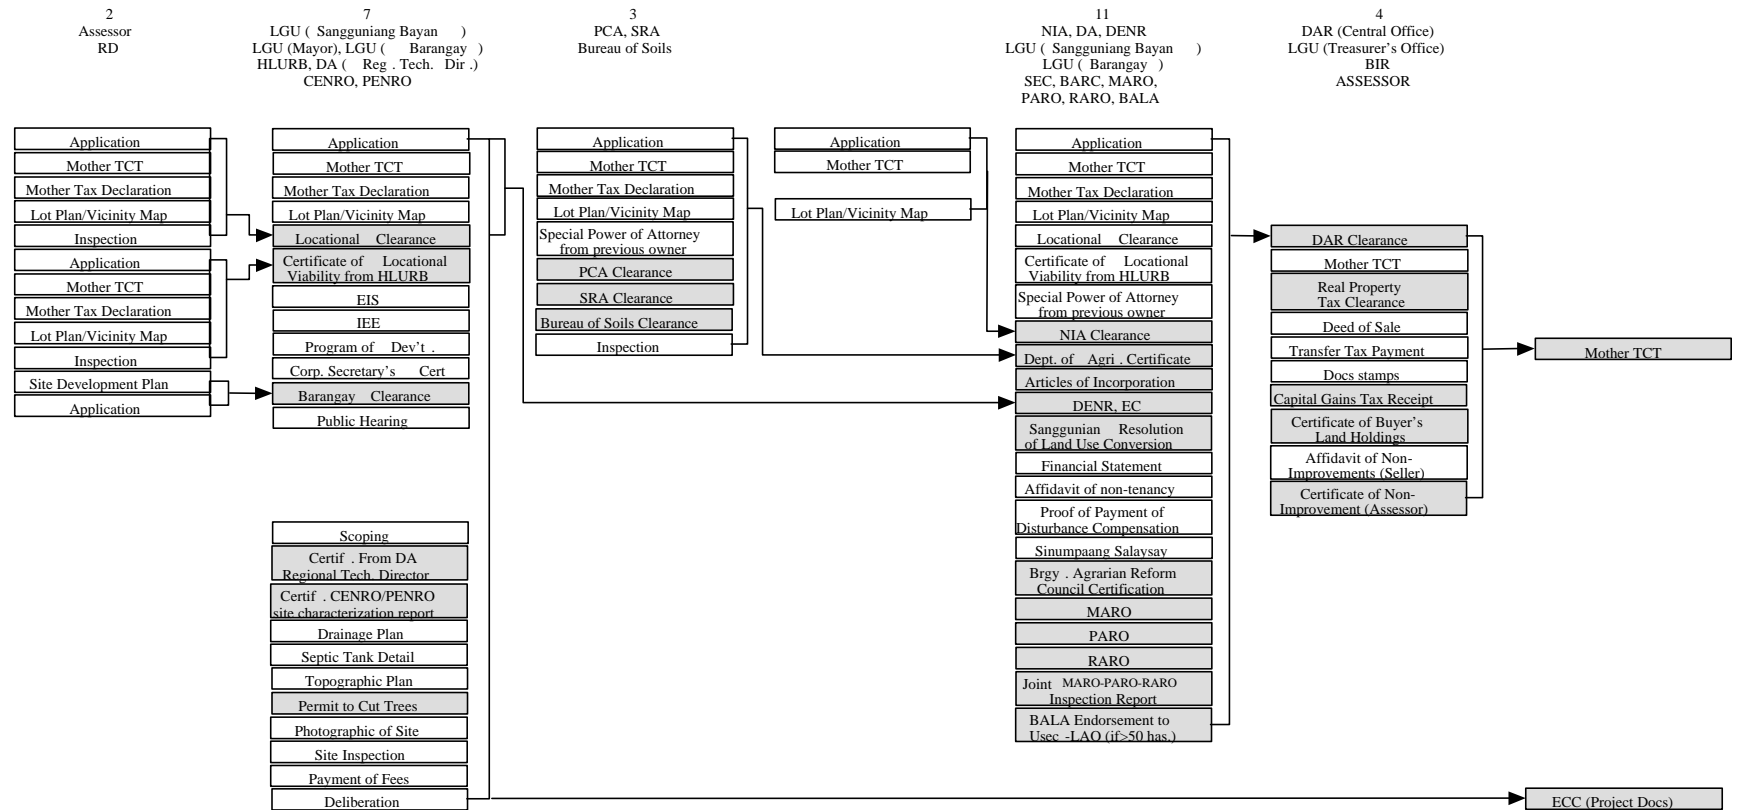 2
Assessor
RD
7
LGU ( Sangguniang Bayan )
LGU (Mayor), LGU ( Barangay )
HLURB, DA ( Reg . Tech. Dir .)
CENRO, PENRO
3
PCA, SRA
Bureau of Soils
11
NIA, DA, DENR
LGU ( Sangguniang Bayan )
LGU ( Barangay )
SEC, BARC, MARO,
PARO, RARO, BALA
4
DAR (Central Office)
LGU (Treasurer's Office)
BIR
ASSESSOR
Application
Mother TCT
Mother Tax Declaration
Lot Plan/Vicinity Map
Inspection
Application
Mother TCT
Mother Tax Declaration
Lot Plan/Vicinity Map
Inspection
Site Development Plan
Application
Application
Mother TCT
Mother Tax Declaration
Lot Plan/Vicinity Map
Locational Clearance
Certificate of Locational
Viability from HLURB
EIS
IEE
Program of Dev't .
Corp. Secretary's Cert
Barangay Clearance
Public Hearing
Scoping
Certif . From DA
Regional Tech. Director
Certif . CENRO/PENRO
site characterization report
Drainage Plan
Septic Tank Detail
Topographic Plan
Permit to Cut Trees
Photographic of Site
Site Inspection
Payment of Fees
Deliberation
Application
Mother TCT
Mother Tax Declaration
Lot Plan/Vicinity Map
Special Power of Attorney
from previous owner
PCA Clearance
SRA Clearance
Bureau of Soils Clearance
Inspection
Application
Mother TCT
Lot Plan/Vicinity Map
Application
Mother TCT
Mother Tax Declaration
Lot Plan/Vicinity Map
Locational Clearance
Certificate of Locational
Viability from HLURB
Special Power of Attorney
from previous owner
NIA Clearance
Dept. of Agri . Certificate
Articles of Incorporation
DENR, EC
Sanggunian Resolution
of Land Use Conversion
Financial Statement
Affidavit of non-tenancy
Proof of Payment of
Disturbance Compensation
Sinumpaang Salaysay
Brgy . Agrarian Reform
Council Certification
MARO
PARO
RARO
Joint MARO-PARO-RARO
Inspection Report
BALA Endorsement to
Usec -LAO (if>50 has.)
DAR Clearance
Mother TCT
Real Property
Tax Clearance
Deed of Sale
Transfer Tax Payment
Docs stamps
Capital Gains Tax Receipt
Certificate of Buyer's
Land Holdings
Affidavit of Non-
Improvements (Seller)
Certificate of Non-
Improvement (Assessor)
Mother TCT
ECC (Project Docs)